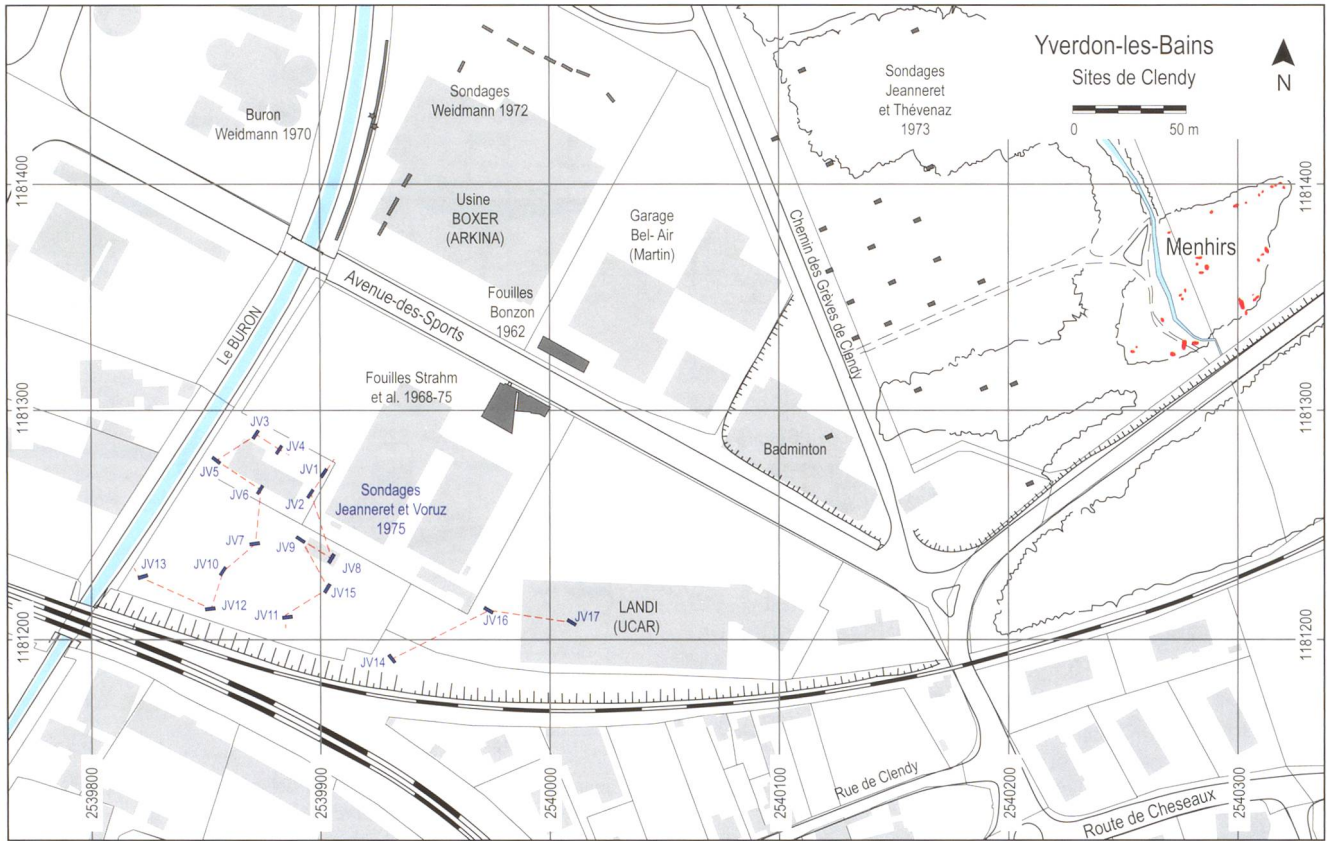 Yverdon-les-Bains
Sites de Clendy
N
0 50 m
Buron
Weidmann 1970
Sondages
Weidmann 1972
Sondages
Jeanneret
et Thévenaz
1973
1181400
1181400
Usine
BOXER
(ARKINA)
Garage
Bel- Air
(Martin)
Chemin des Grèves de Clendy
Menhirs
Avenue-des-Sports
Fouilles
Bonzon
1962
Le BURON
Fouilles Strahm
et al. 1968-75
1181300
1181300
Badminton
JV3
JV4
JV5
JV1
JV6
JV2
Sondages
Jeanneret et Voruz
1975
JV7
JV9
JV8
JV13
JV10
JV15
JV12
JV11
JV16
JV17
LANDI
(UCAR)
JV14
1181200
1181200
2539800
2539900
2540000
2540100
2540200
2540300
Rue de Clendy
Route de Cheseaux